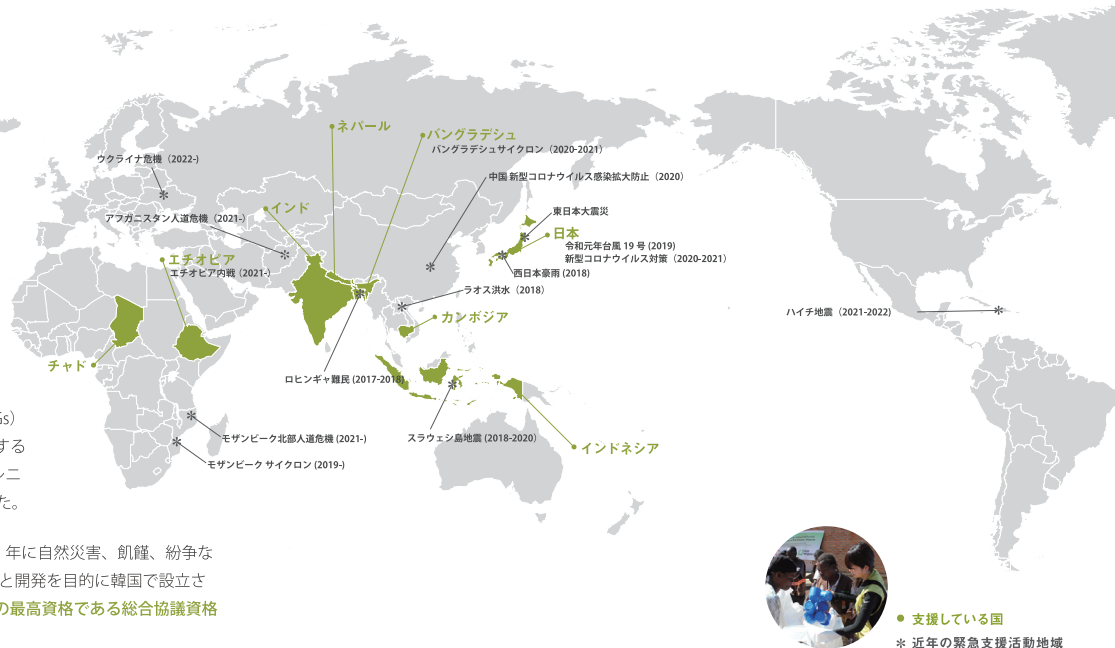 ネパール
バングラデシュ
バングラデシュサイクロン（2020-2021）
ウクライナ危機（2022-）
中国 新型コロナウイルス感染拡大防止（2020）
アフガニスタン人道危機（2021-）
インド
東日本大震災
日本
令和元年台風 19 号 (2019)
新型コロナウイルス対策（2020-2021）
エチオピア
エチオピア内戦（2021-）
西日本豪雨 (2018)
ラオス洪水（2018）
ハイチ地震（2021-2022）
カンボジア
チャド
ロヒンギャ難民 (2017-2018)
モザンビーク北部人道危機 (2021-)
スラウェシ島地震 (2018-2020)
インドネシア
モザンビーク サイクロン (2019-)
s）
する
ニ
た。
年に自然災害、飢餓、紛争な
と開発を目的に韓国で設立さ
の最高資格である総合協議資格
支援している国
＊ 近年の緊急支援活動地域